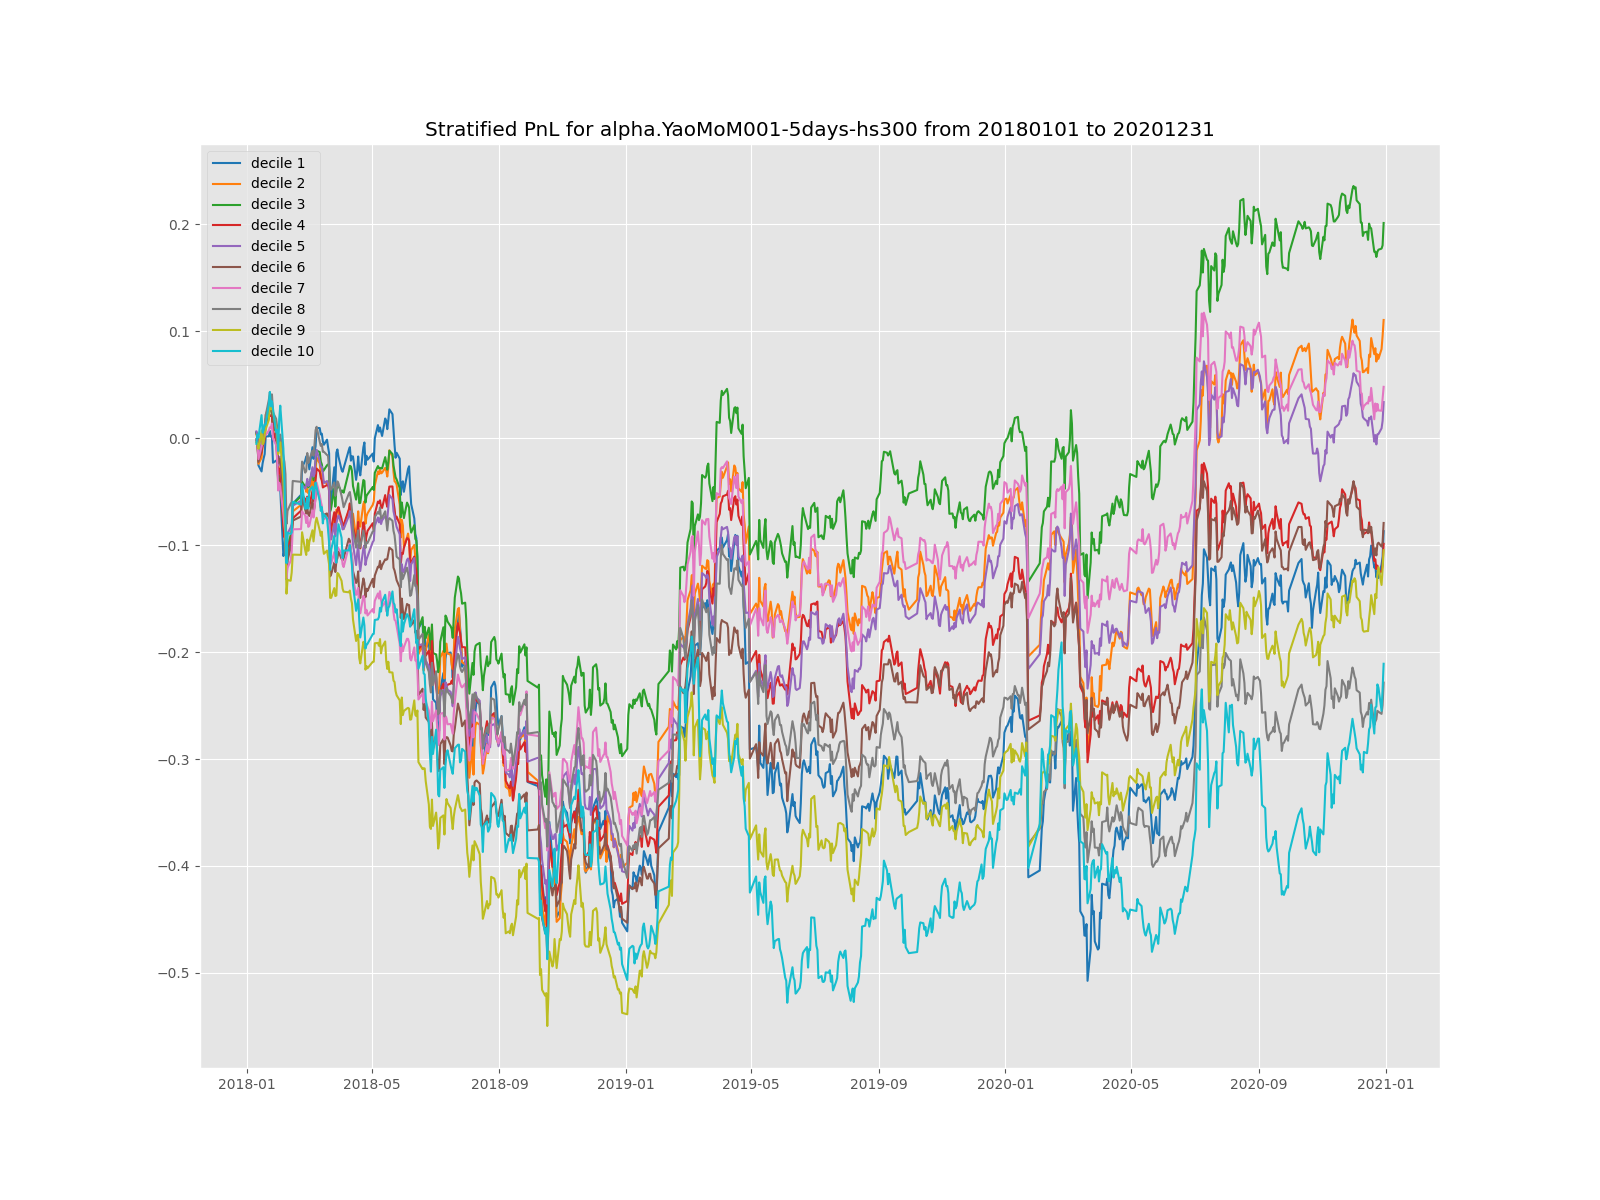 Stratified PnL for alpha.YaoMoM001-5days-hs300 from 20180101 to 20201231
decile 1
decile 2
decile 3
decile 4
decile 5
decile 6
decile 7
decile 8
decile 9
decile 10
0.2
0.1
0.0
−0.1
−0.2
−0.3
−0.4
−0.5
2018-01 2018-05 2018-09 2019-01 2019-05 2019-09 2020-01 2020-05 2020-09 2021-01